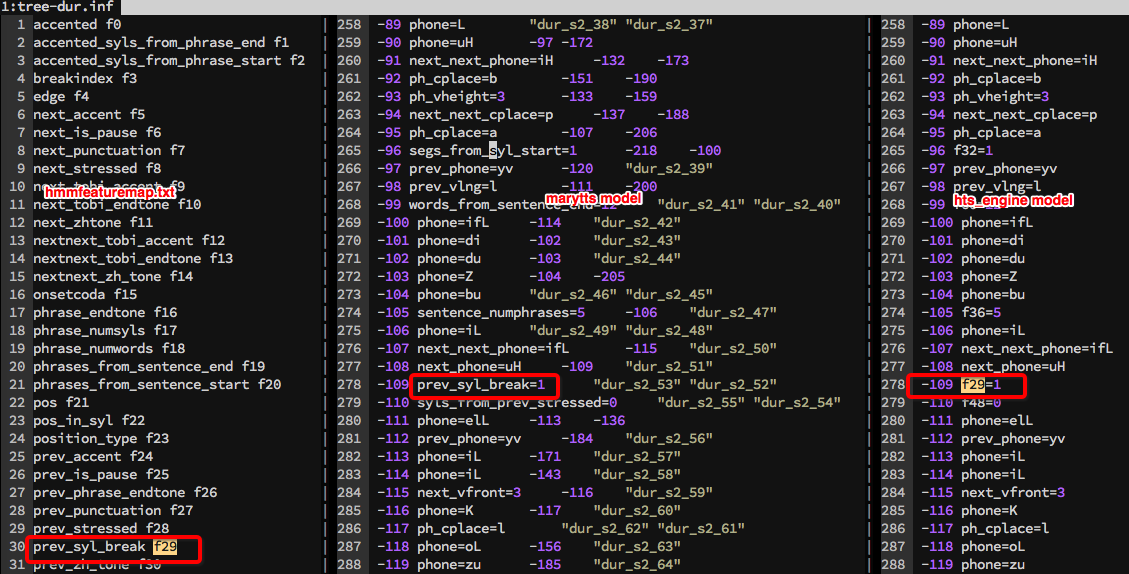 1:tree-dur.inf
1 accented f0
2 accented_syls_from_phrase_end f1
3 accented_syls_from_phrase_start f2
4 breakindex f3
5 edge f4
6 next_accent f5
7 next_is_pause f6
8 next_punctuation f7
9 next_stressed f8
10 next_tobi_accent f9
hmmfeaturemap.txt
11 next_tobi_endtone f10
12 next_zhtone f11
13 nextnext_tobi_accent f12
14 nextnext_tobi_endtone f13
15 nextnext_zh_tone f14
16 onsetcoda f15
17 phrase_endtone f16
18 phrase_numsyls f17
19 phrase_numwords f18
20 phrases_from_sentence_end f19
21 phrases_from_sentence_start f20
22 pos f21
23 pos_in_syl f22
24 position_type f23
25 prev_accent f24
26 prev_is_pause f25
27 prev_phrase_endtone f26
28 prev_punctuation f27
29 prev_stressed f28
30 prev_syl_break f29
31 prev_zh_tone f30
258 -89 phone=L "dur_s2_38" "dur_s2_37"
259 -90 phone=uH -97 -172
260 -91 next_next_phone=iH -132 -173
261 -92 ph_cplace=b -151 -190
262 -93 ph_vheight=3 -133 -159
263 -94 next_next_cplace=p -137 -188
264 -95 ph_cplace=a -107 -206
265 -96 segs_from_syl_start=1 -218 -100
266 -97 prev_phone=yv -120 "dur_s2_39"
267 -98 prev_vlng=l -111 -200
marytts model
268 -99 words_from_sentence_end=12 "dur_s2_41" "dur_s2_40"
269 -100 phone=ifL -114 "dur_s2_42"
270 -101 phone=di -102 "dur_s2_43"
271 -102 phone=du -103 "dur_s2_44"
272 -103 phone=Z -104 -205
273 -104 phone=bu "dur_s2_46" "dur_s2_45"
274 -105 sentence_numphrases=5 -106 "dur_s2_47"
275 -106 phone=iL "dur_s2_49" "dur_s2_48"
276 -107 next_next_phone=ifL -115 "dur_s2_50"
277 -108 next_phone=uH -109 "dur_s2_51"
278 -109 prev_syl_break=1 "dur_s2_53" "dur_s2_52"
279 -110 syls_from_prev_stressed=0 "dur_s2_55" "dur_s2_54"
280 -111 phone=elL -113 -136
281 -112 prev_phone=yv -184 "dur_s2_56"
282 -113 phone=iL -171 "dur_s2_57"
283 -114 phone=iL -143 "dur_s2_58"
284 -115 next_vfront=3 -116 "dur_s2_59"
285 -116 phone=K -117 "dur_s2_60"
286 -117 ph_cplace=l "dur_s2_62" "dur_s2_61"
287 -118 phone=oL -156 "dur_s2_63"
288 -119 phone=zu -185 "dur_s2_64"
258 -89 phone=L
259 -90 phone=uH
260 -91 next_next_phone=iH
261 -92 ph_cplace=b
262 -93 ph_vheight=3
263 -94 next_next_cplace=p
264 -95 ph_cplace=a
265 -96 f32=1
266 -97 prev_phone=yv
267 -98 prev_vlng=l
hts_engine model
268 -99
269 -100 phone=ifL
270 -101 phone=di
271 -102 phone=du
272 -103 phone=Z
273 -104 phone=bu
274 -105 f36=5
275 -106 phone=iL
276 -107 next_next_phone=ifL
277 -108 next_phone=uH
278 -109 f29=1
279 -110 f48=0
280 -111 phone=elL
281 -112 prev_phone=yv
282 -113 phone=iL
283 -114 phone=iL
284 -115 next_vfront=3
285 -116 phone=K
286 -117 ph_cplace=l
287 -118 phone=oL
288 -119 phone=zu